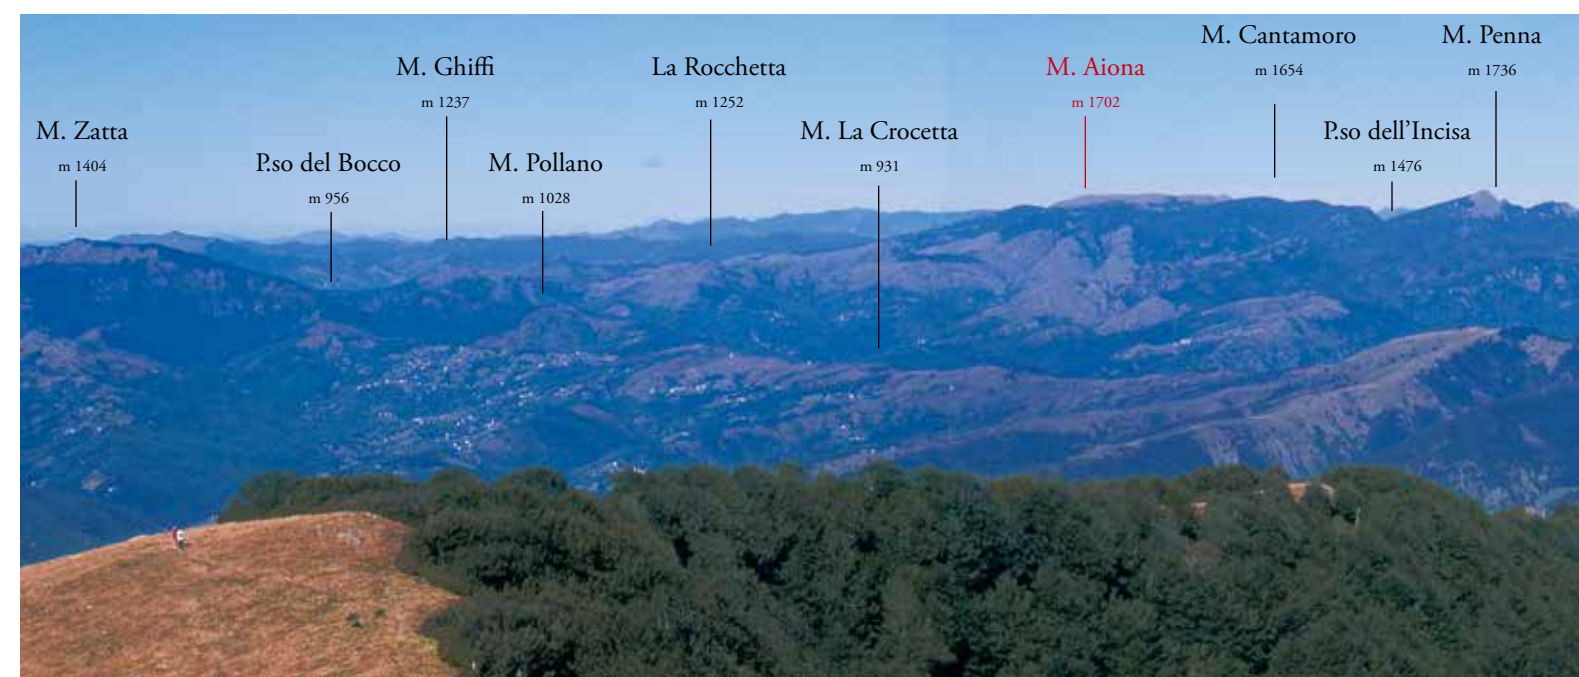 M. Zatta
m 1404
P.so del Bocco
m 956
M. Ghiffi
m 1237
M. Pollano
m 1028
La Rocchetta
m 1252
M. La Crocetta
m 931
M. Aiona
m 1702
M. Cantamoro
m 1654
P.so dell’Incisa
m 1476
M. Penna
m 1736